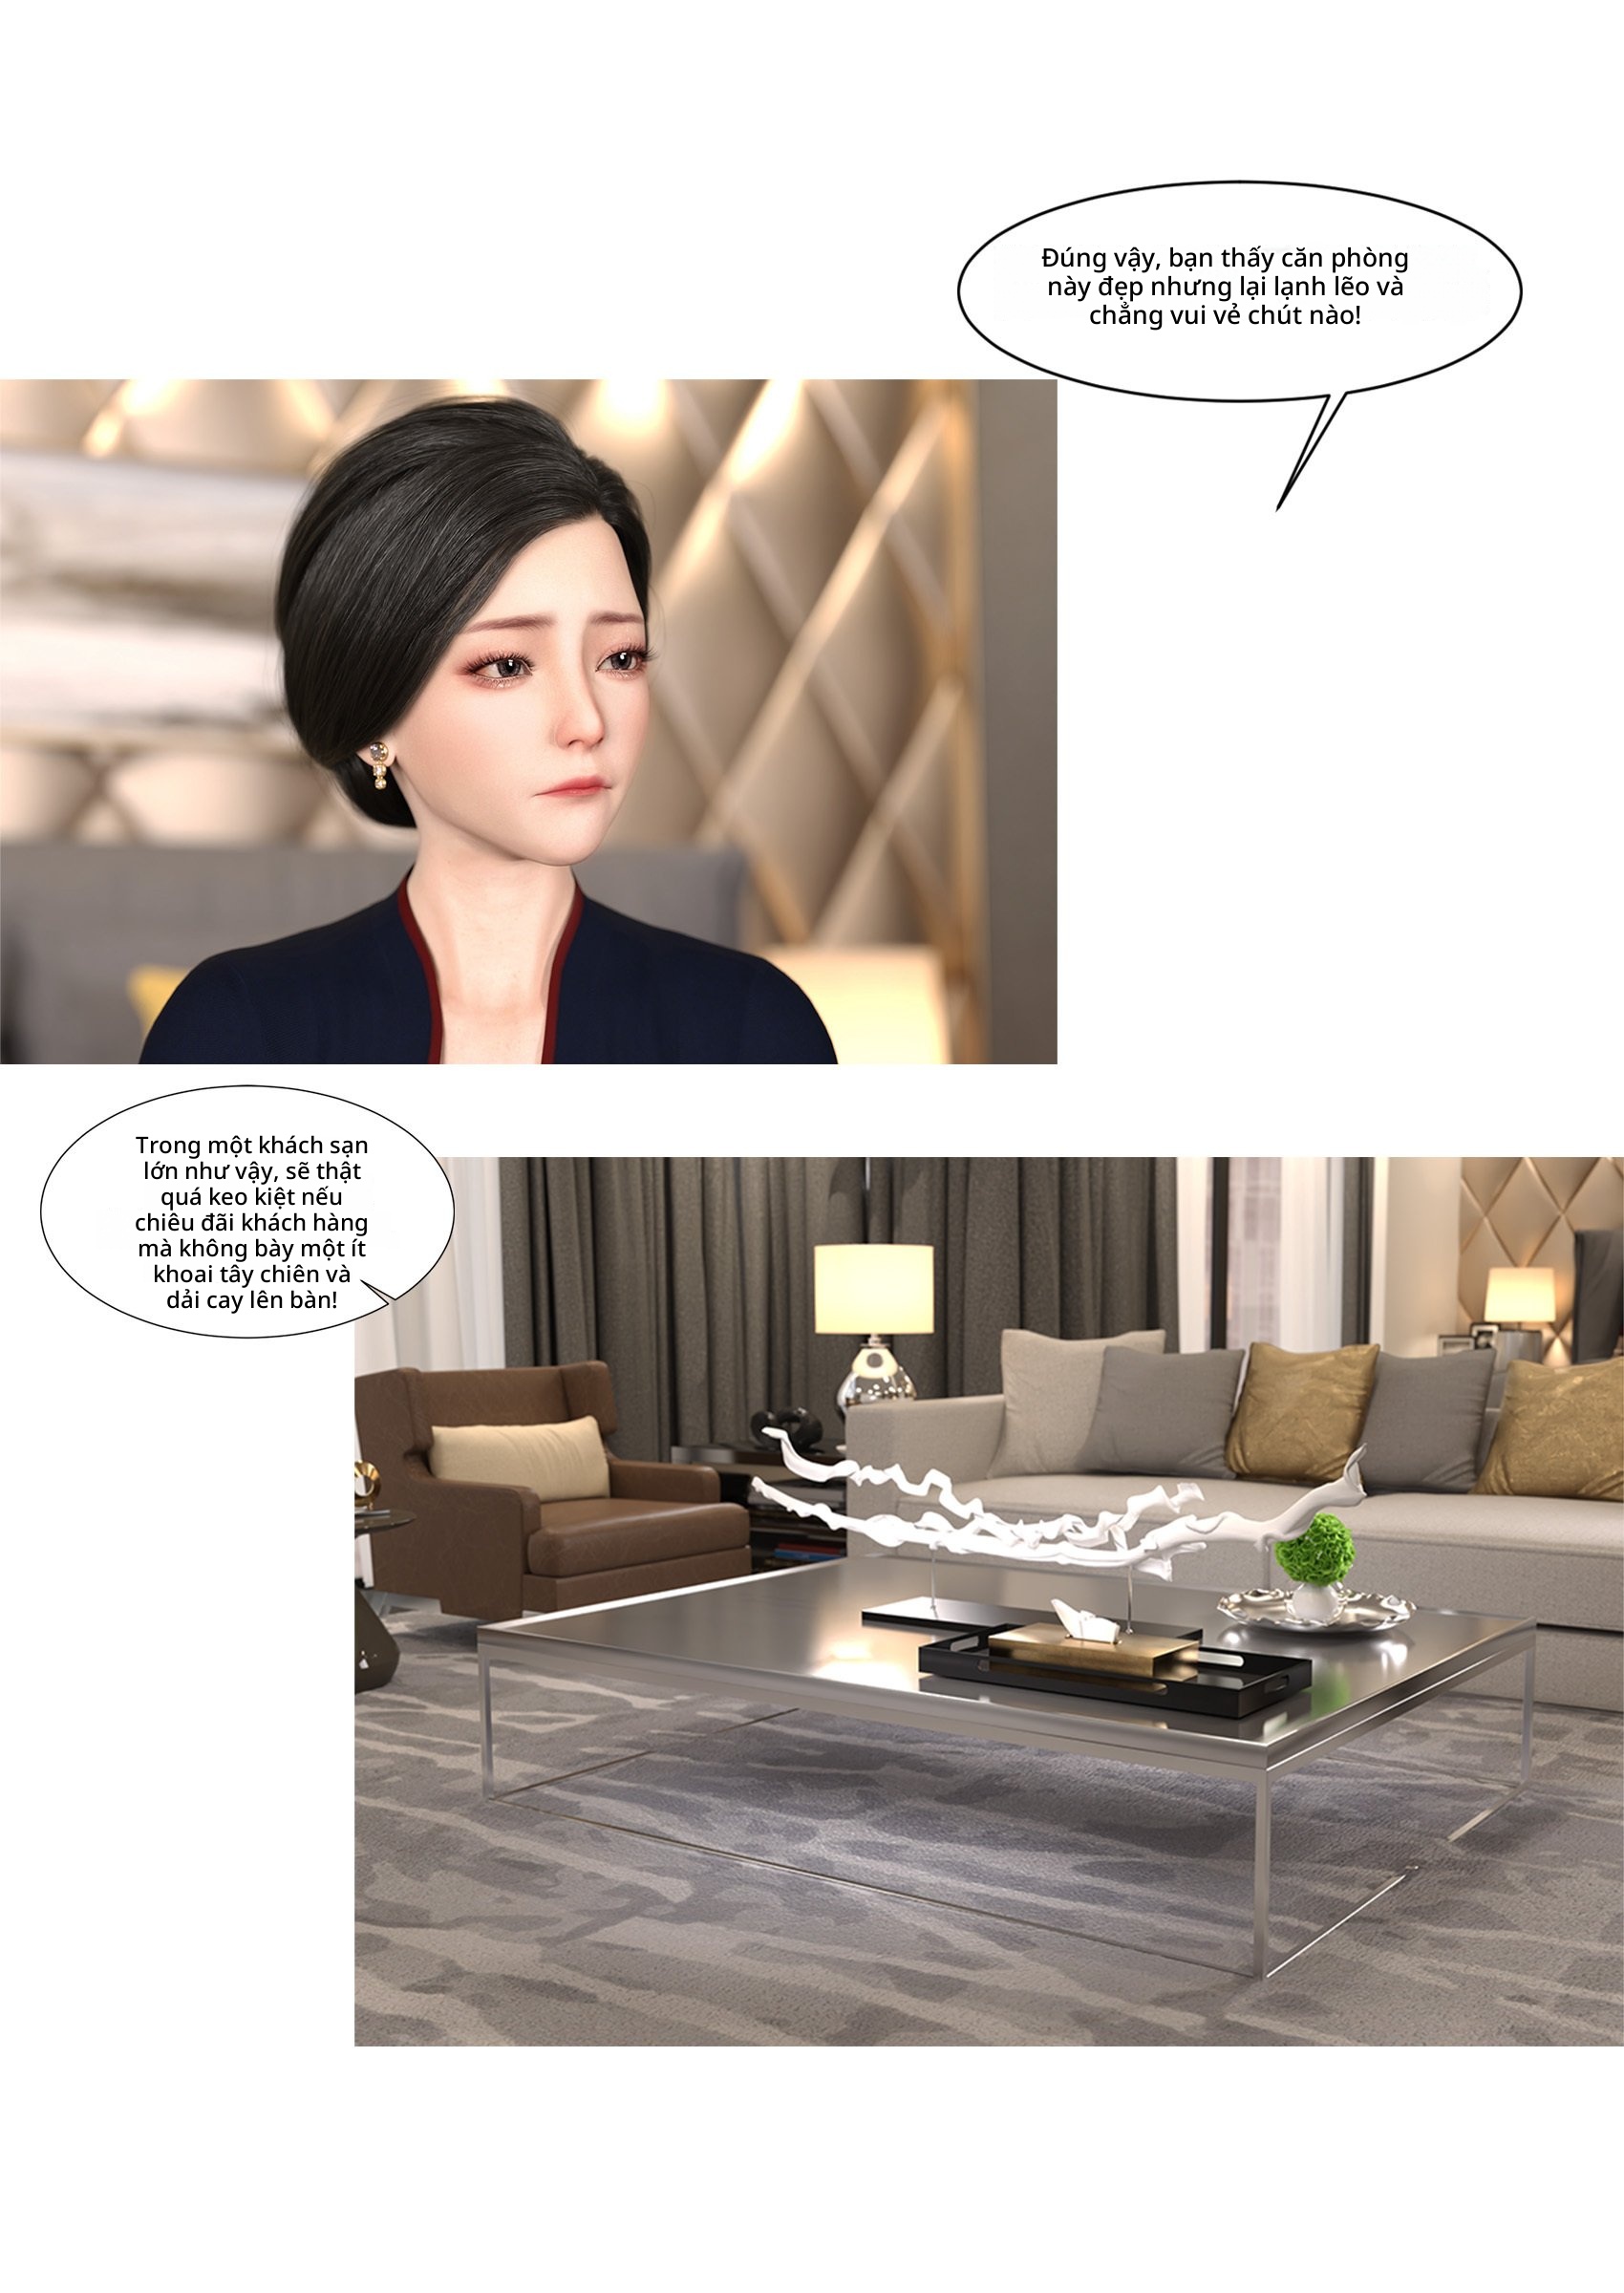 Đúng vậy, bạn thấy căn phòng
này đẹp nhưng lại lạnh lẽo và
chẳng vui vẻ chút nào!
Trong một khách sạn
lớn như vậy, sẽ thật
quá keo kiệt nếu
chiêu đãi khách hàng
mà không bày một ít
khoai tây chiên và
dải cay lên bàn!